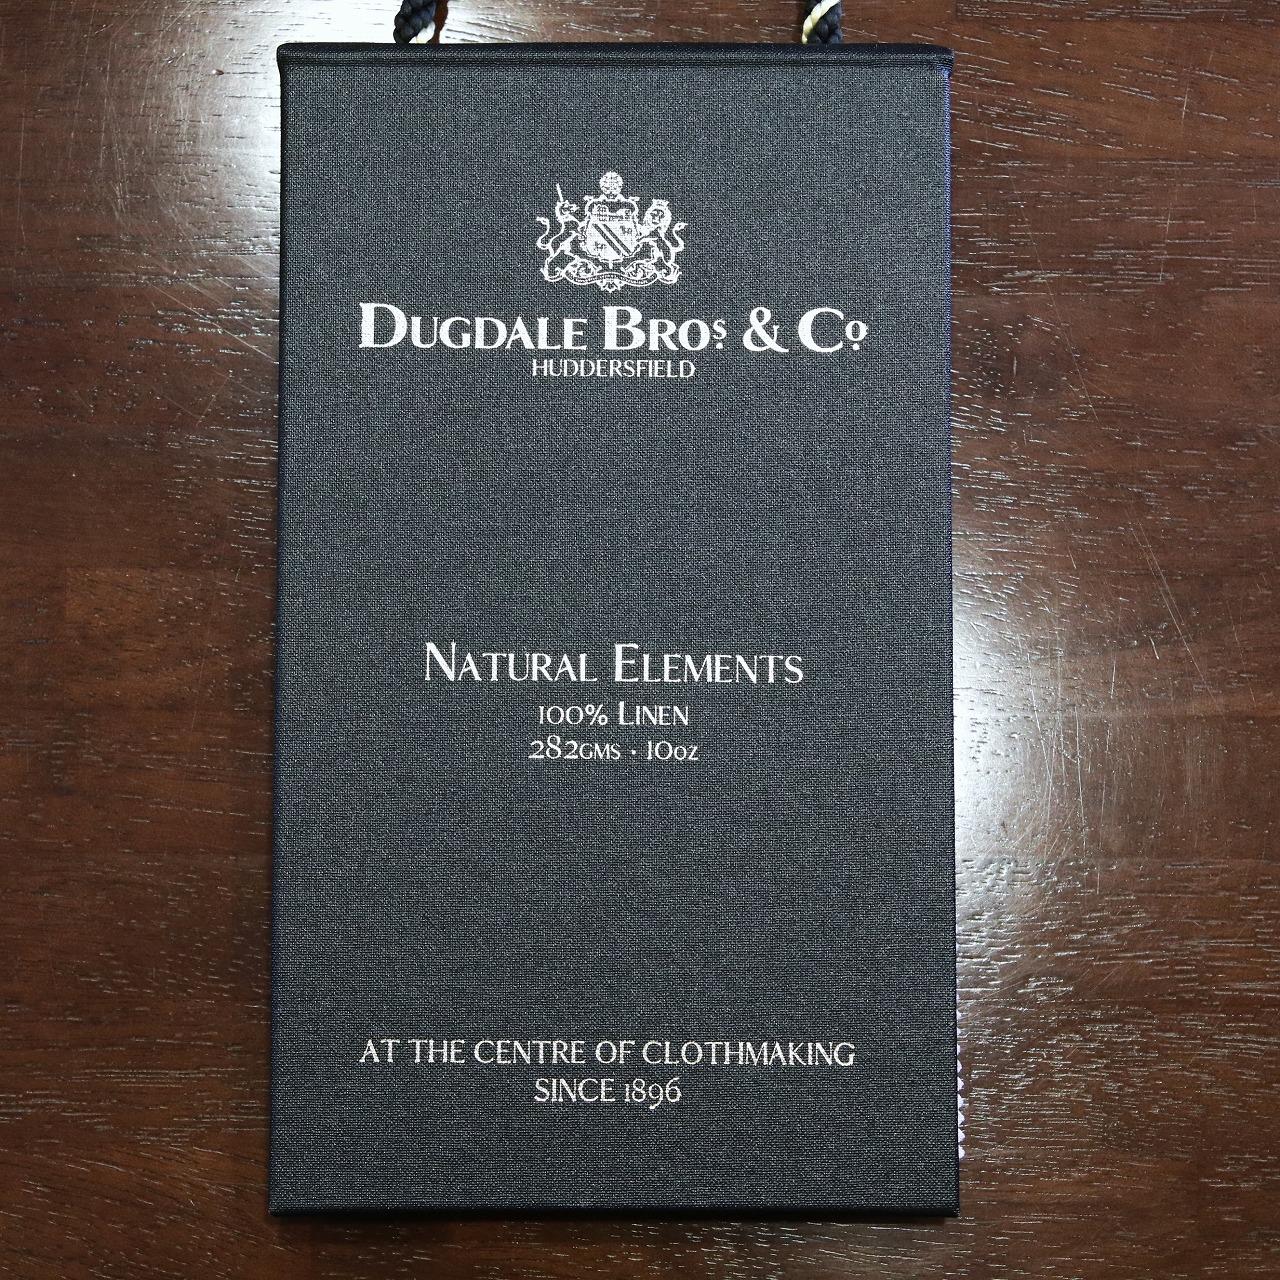 DUGDALE BROS. & CO.
HUDDERSFIELD
NATURAL ELEMENTS
100% LINEN
282GMS · 10OZ
AT THE CENTRE OF CLOTHMAKING
SINCE 1896